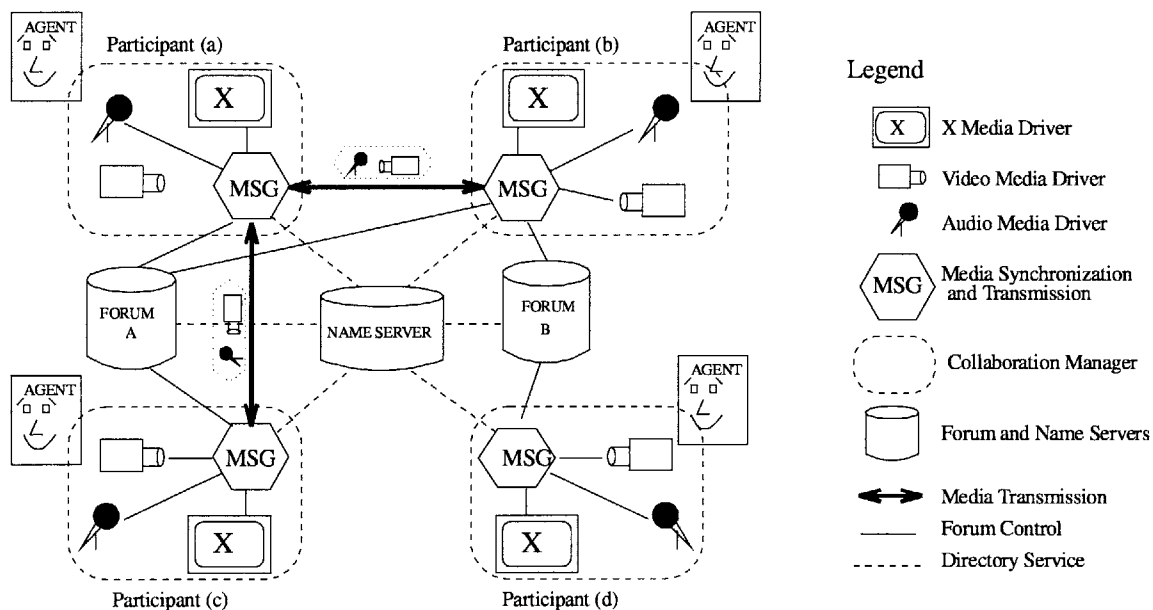 AGENT
Participant (a)
Participant (b)
AGENT
X
X
MSG
MSG
FORUM
A
NAME SERVER
FORUM
B
AGENT
AGENT
MSG
MSG
X
X
Participant (c)
Participant (d)
Legend
X
X Media Driver
Video Media Driver
Audio Media Driver
MSG
Media Synchronization
and Transmission
Collaboration Manager
Forum and Name Servers
Media Transmission
Forum Control
Directory Service